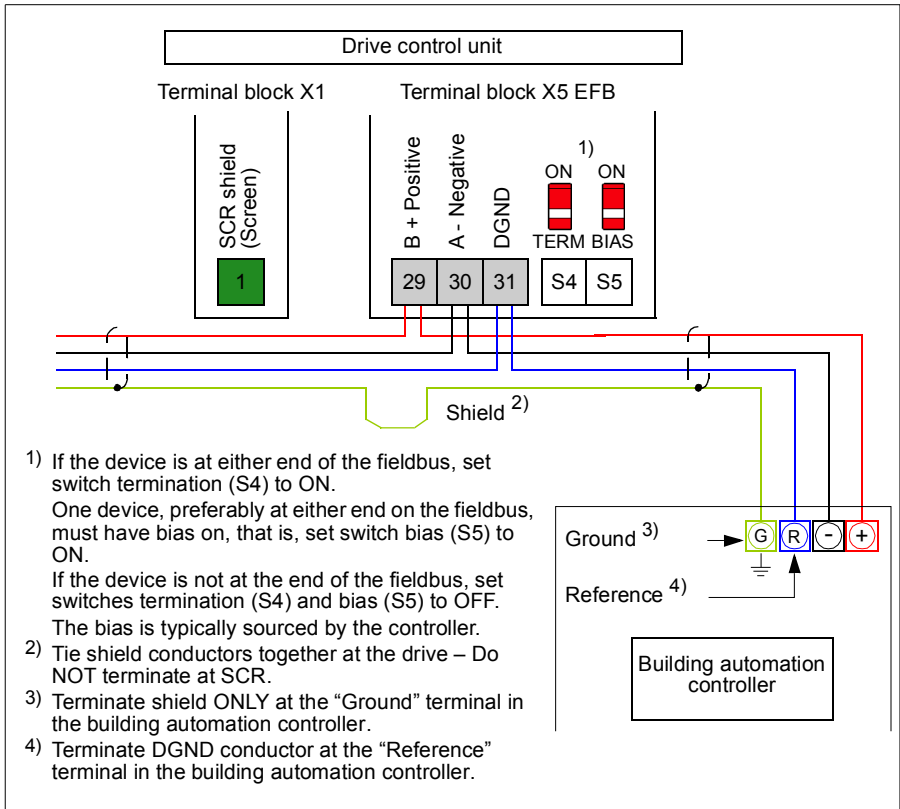 Drive control unit
Terminal block X1
Terminal block X5 EFB
SCR shield
(Screen)
B + Positive
A - Negative
DGND
1)
ON
ON
TERM
BIAS
1
29
30
31
S4
S5
Shield 2)
1) If the device is at either end of the fieldbus, set
switch termination (S4) to ON.
One device, preferably at either end on the fieldbus,
must have bias on, that is, set switch bias (S5) to
ON.
If the device is not at the end of the fieldbus, set
switches termination (S4) and bias (S5) to OFF.
The bias is typically sourced by the controller.
2) Tie shield conductors together at the drive – Do
NOT terminate at SCR.
3) Terminate shield ONLY at the “Ground” terminal in
the building automation controller.
4) Terminate DGND conductor at the “Reference”
terminal in the building automation controller.
Ground 3)
G
R
-
+
Reference 4)
Building automation
controller